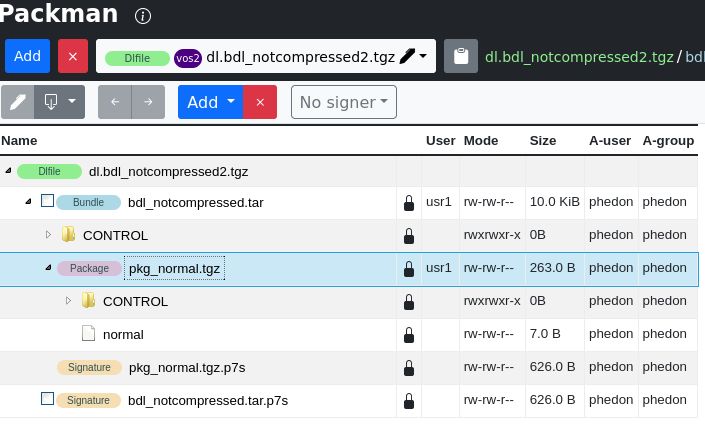 Packman
Add × Dlfile vos2 dl.bdl_notcompressed2.tgz dl.bdl_notcompressed2.tgz / bdl
Add × No signer
Name User Mode Size A-user A-group
Dlfile dl.bdl_notcompressed2.tgz
Bundle bdl_notcompressed.tar usr1 rw-rw-r-- 10.0 KiB phedon phedon
CONTROL rwxrwxr-x 0B phedon phedon
Package pkg_normal.tgz usr1 rw-rw-r-- 263.0 B phedon phedon
CONTROL rwxrwxr-x 0B phedon phedon
normal rw-rw-r-- 7.0 B phedon phedon
Signature pkg_normal.tgz.p7s rw-rw-r-- 626.0 B phedon phedon
Signature bdl_notcompressed.tar.p7s rw-rw-r-- 626.0 B phedon phedon